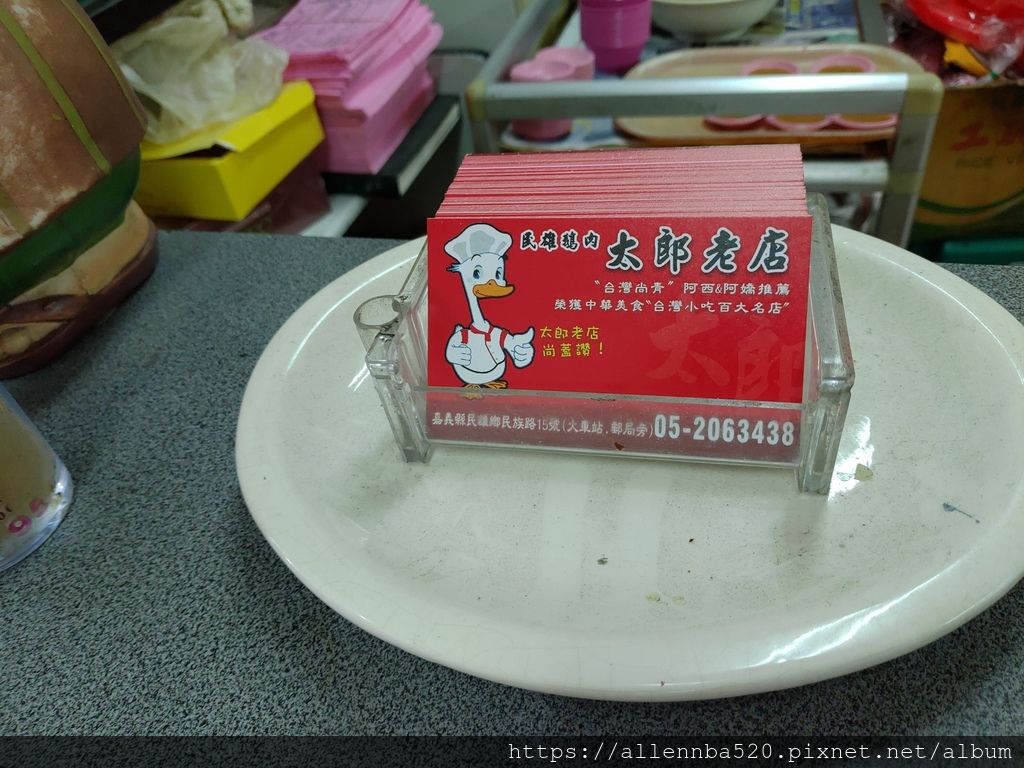 民雄鵝肉 太郎老店
"台灣尚青" 阿西&阿嬌推薦
榮獲中華美食"台灣小吃百大名店"
太郎老店
尚蓋讚！
太郎
嘉義縣民雄鄉民族路15號(火車站,郵局旁)05-2063438
https://allennba520.pixnet.net/album